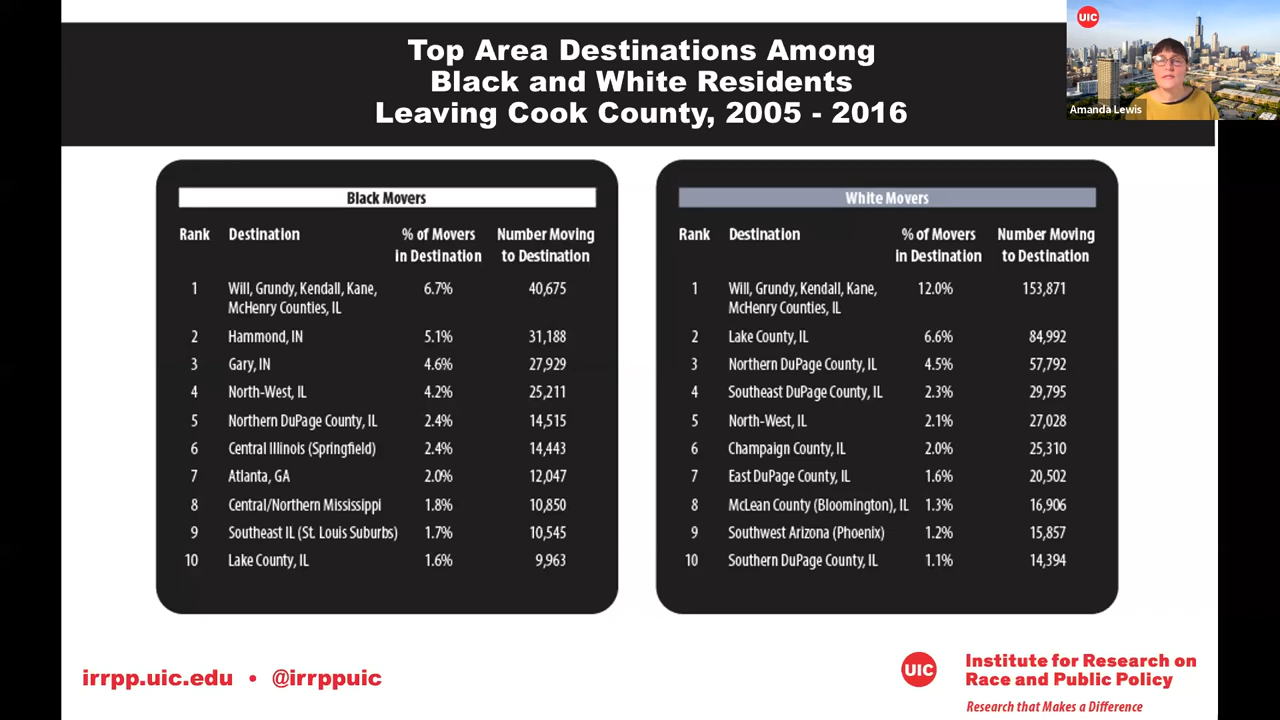 Top Area Destinations Among
Black and White Residents
Leaving Cook County, 2005 - 2016
UIC
Amanda Lewis
Black Movers
Rank Destination % of Movers in Destination Number Moving to Destination
1 Will, Grundy, Kendall, Kane, McHenry Counties, IL 6.7% 40,675
2 Hammond, IN 5.1% 31,188
3 Gary, IN 4.6% 27,929
4 North-West, IL 4.2% 25,211
5 Northern DuPage County, IL 2.4% 14,515
6 Central Illinois (Springfield) 2.4% 14,443
7 Atlanta, GA 2.0% 12,047
8 Central/Northern Mississippi 1.8% 10,850
9 Southeast IL (St. Louis Suburbs) 1.7% 10,545
10 Lake County, IL 1.6% 9,963
White Movers
Rank Destination % of Movers in Destination Number Moving to Destination
1 Will, Grundy, Kendall, Kane, McHenry Counties, IL 12.0% 153,871
2 Lake County, IL 6.6% 84,992
3 Northern DuPage County, IL 4.5% 57,792
4 Southeast DuPage County, IL 2.3% 29,795
5 North-West, IL 2.1% 27,028
6 Champaign County, IL 2.0% 25,310
7 East DuPage County, IL 1.6% 20,502
8 McLean County (Bloomington), IL 1.3% 16,906
9 Southwest Arizona (Phoenix) 1.2% 15,857
10 Southern DuPage County, IL 1.1% 14,394
irrpp.uic.edu • @irrppuic
UIC
Institute for Research on
Race and Public Policy
Research that Makes a Difference